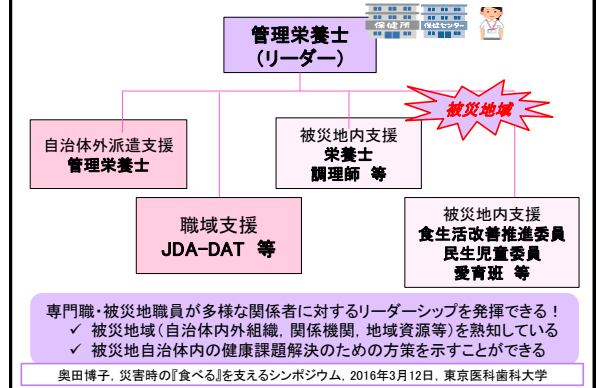 保健所
保健センター
管理栄養士
（リーダー）
被災地域
自治体外派遣支援
管理栄養士
被災地内支援
栄養士
調理師 等
職域支援
JDA-DAT 等
被災地内支援
食生活改善推進委員
民生児童委員
愛育班 等
専門職・被災地職員が多様な関係者に対するリーダーシップを発揮できる！
✓ 被災地域（自治体内外組織，関係機関，地域資源等）を熟知している
✓ 被災地自治体内の健康課題解決のための方策を示すことができる
奥田博子，災害時の『食べる』を支えるシンポジウム，2016年3月12日，東京医科歯科大学